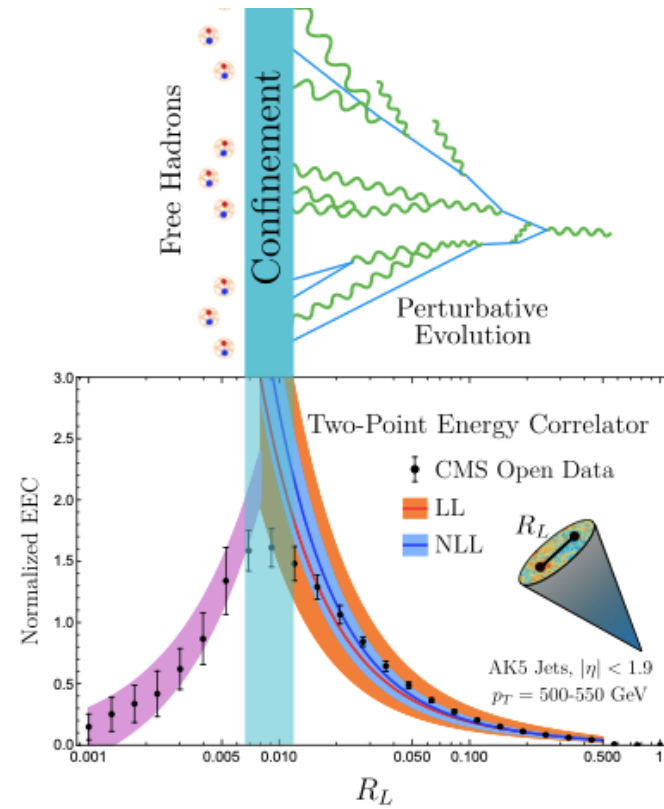 Free Hadrons
Confinement
Perturbative
Evolution
Two-Point Energy Correlator
CMS Open Data
LL
NLL
R_L
AK5 Jets, |η| < 1.9
p_T = 500-550 GeV
Normalized EEC
3.0
2.5
2.0
1.5
1.0
0.5
0.0
0.001
0.005
0.010
0.050
0.100
0.500
1
R_L